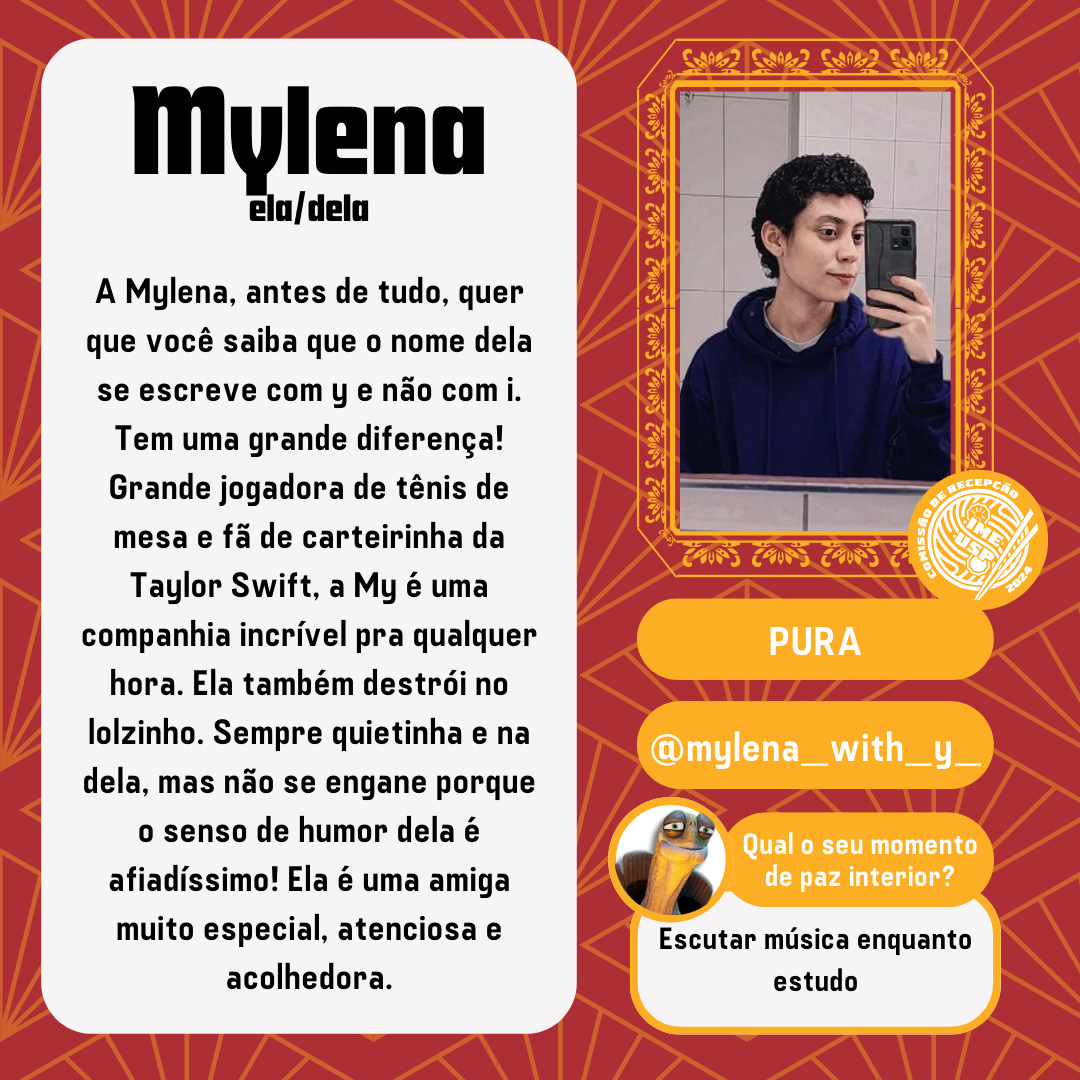 Mylena
ela/dela
A Mylena, antes de tudo, quer
que você saiba que o nome dela
se escreve com y e não com i.
Tem uma grande diferença!
Grande jogadora de tênis de
mesa e fã de carteirinha da
Taylor Swift, a My é uma
companhia incrível pra qualquer
hora. Ela também destrói no
lolzinho. Sempre quietinha e na
dela, mas não se engane porque
o senso de humor dela é
afiadíssimo! Ela é uma amiga
muito especial, atenciosa e
acolhedora.
COMISSÃO DE RECEPÇÃO
IME
USP
2024
PURA
@mylena_with_y_
Qual o seu momento
de paz interior?
Escutar música enquanto
estudo